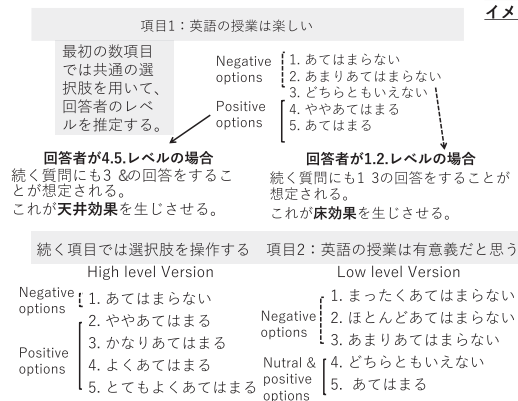 イメ
項目1：英語の授業は楽しい
最初の数項目
では共通の選
択肢を用いて、
回答者のレベ
ルを推定する。
Negative
options
Positive
options
1. あてはまらない
2. あまりあてはまらない
3. どちらともいえない
4. ややあてはまる
5. あてはまる
回答者が4.5.レベルの場合
続く質問にも3 &の回答をするこ
とが想定される。
これが天井効果を生じさせる。
回答者が1.2.レベルの場合
続く質問にも1 3の回答をすることが
想定される。
これが床効果を生じさせる。
続く項目では選択肢を操作する 項目2：英語の授業は有意義だと思う
High level Version
Negative
options
Positive
options
1. あてはまらない
2. ややあてはまる
3. かなりあてはまる
4. よくあてはまる
5. とてもよくあてはまる
Low level Version
Negative
options
Nutral &
positive
options
1. まったくあてはまらない
2. ほとんどあてはまらない
3. あまりあてはまらない
4. どちらともいえない
5. あてはまる